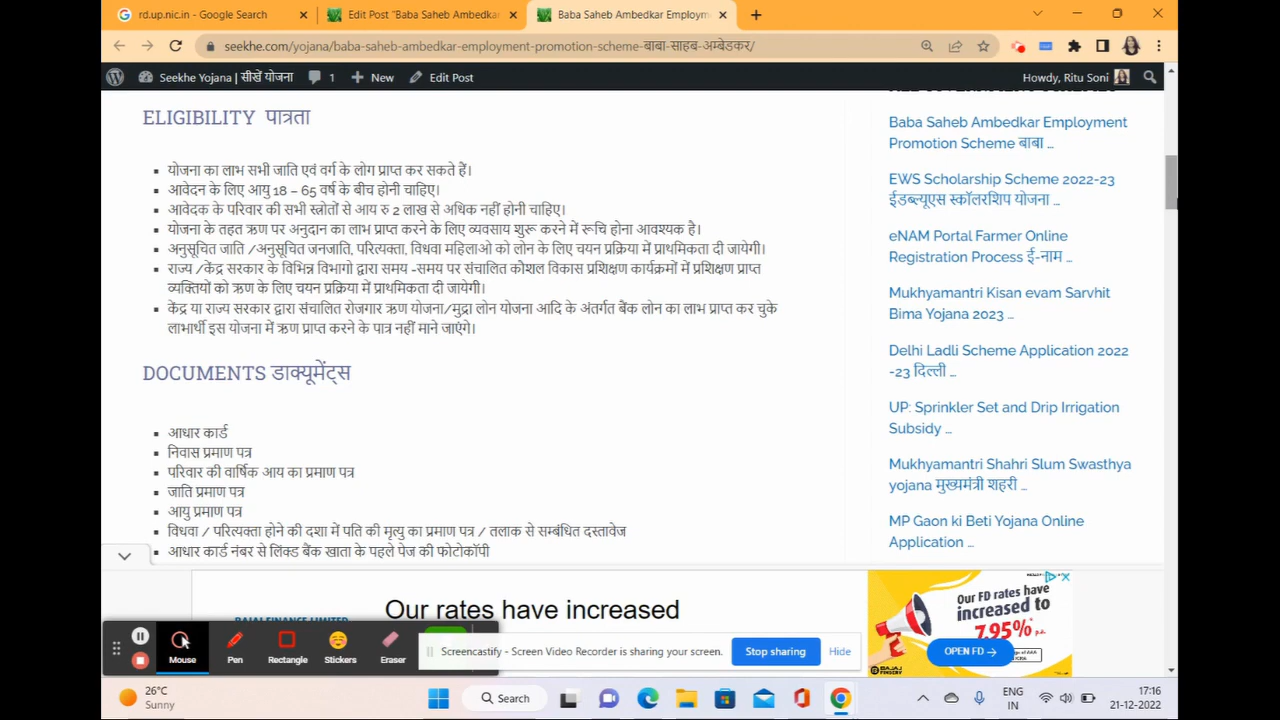 rd.up.nic.in - Google Search
Edit Post "Baba Saheb Ambedkar
Baba Saheb Ambedkar Employm
seekhe.com/yojana/baba-saheb-ambedkar-employment-promotion-scheme-बाबा-साहब-अम्बेडकर/
Seekhe Yojana | सीखें योजना
1
New
Edit Post
Howdy, Ritu Soni
ELIGIBILITY पात्रता
योजना का लाभ सभी जाति एवं वर्ग के लोग प्राप्त कर सकते हैं।
आवेदन के लिए आयु 18 – 65 वर्ष के बीच होनी चाहिए।
आवेदक के परिवार की सभी स्त्रोतों से आय रु 2 लाख से अधिक नहीं होनी चाहिए।
योजना के तहत ऋण पर अनुदान का लाभ प्राप्त करने के लिए व्यवसाय शुरू करने में रूचि होना आवश्यक है।
अनुसूचित जाति /अनुसूचित जनजाति, परित्यक्ता, विधवा महिलाओ को लोन के लिए चयन प्रक्रिया में प्राथमिकता दी जायेगी।
राज्य /केंद्र सरकार के विभिन्न विभागो द्वारा समय -समय पर संचालित कौशल विकास प्रशिक्षण कार्यक्रमों में प्रशिक्षण प्राप्त
व्यक्तियों को ऋण के लिए चयन प्रक्रिया में प्राथमिकता दी जायेगी।
केंद्र या राज्य सरकार द्वारा संचालित रोजगार ऋण योजना/मुद्रा लोन योजना आदि के अंतर्गत बैंक लोन का लाभ प्राप्त कर चुके
लाभार्थी इस योजना में ऋण प्राप्त करने के पात्र नहीं माने जाएंगे।
DOCUMENTS डाक्यूमेंट्स
आधार कार्ड
निवास प्रमाण पत्र
परिवार की वार्षिक आय का प्रमाण पत्र
जाति प्रमाण पत्र
आयु प्रमाण पत्र
विधवा / परित्यक्ता होने की दशा में पति की मृत्यु का प्रमाण पत्र / तलाक से सम्बंधित दस्तावेज
आधार कार्ड नंबर से लिंक्ड बैंक खाता के पहले पेज की फोटोकॉपी
Baba Saheb Ambedkar Employment
Promotion Scheme बाबा ...
EWS Scholarship Scheme 2022-23
ईडब्ल्यूएस स्कॉलरशिप योजना ...
eNAM Portal Farmer Online
Registration Process ई-नाम ...
Mukhyamantri Kisan evam Sarvhit
Bima Yojana 2023 ...
Delhi Ladli Scheme Application 2022
-23 दिल्ली ...
UP: Sprinkler Set and Drip Irrigation
Subsidy ...
Mukhyamantri Shahri Slum Swasthya
yojana मुख्यमंत्री शहरी ...
MP Gaon ki Beti Yojana Online
Application ...
Our rates have increased
Our FD rates have
increased to
7.95%* p.a.
OPEN FD
BAJAJ
FINSERV
Mouse
Pen
Rectangle
Stickers
Eraser
Screencastify - Screen Video Recorder is sharing your screen.
Stop sharing
Hide
26°C
Sunny
Search
ENG
IN
17:16
21-12-2022